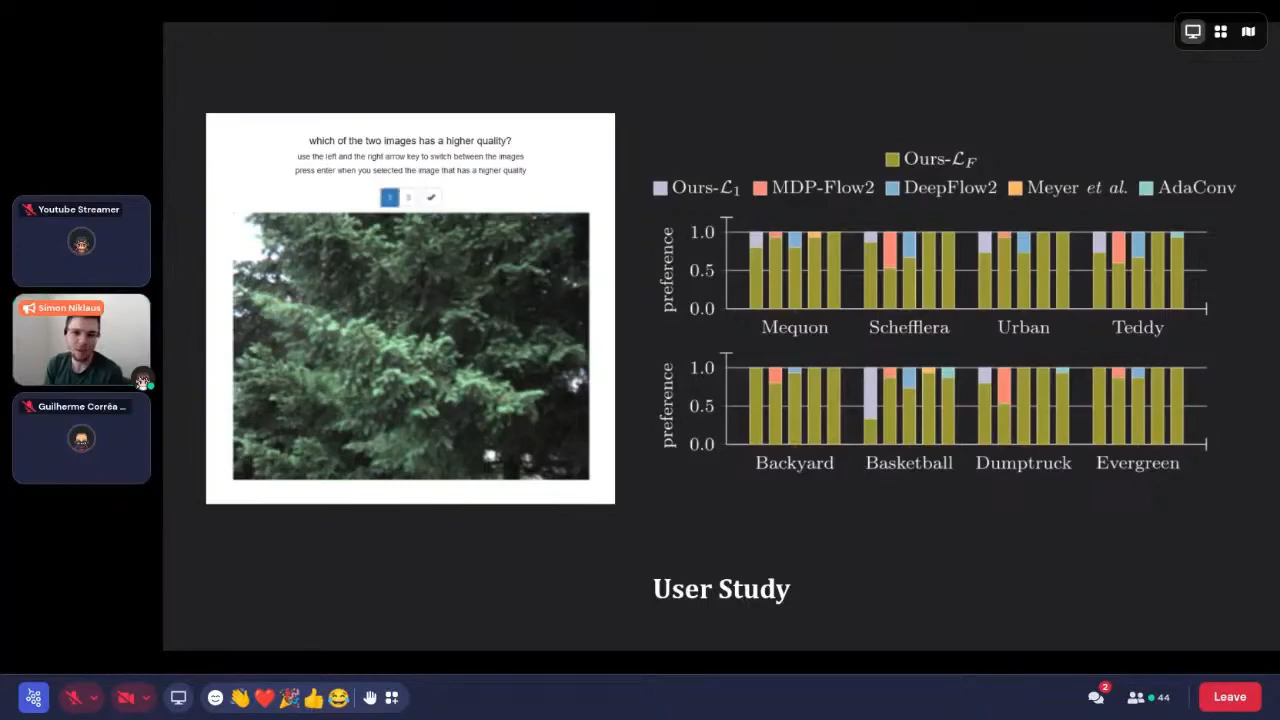 Youtube Streamer
Simon Niklaus
Guilherme Corrêa ...
which of the two images has a higher quality?
use the left and the right arrow key to switch between the images
press enter when you selected the image that has a higher quality
Ours-ℒF
Ours-ℒ1 MDP-Flow2 DeepFlow2 Meyer et al. AdaConv
preference
1.0
0.5
0.0
Mequon Schefflera Urban Teddy
preference
1.0
0.5
0.0
Backyard Basketball Dumptruck Evergreen
User Study
2
44
Leave